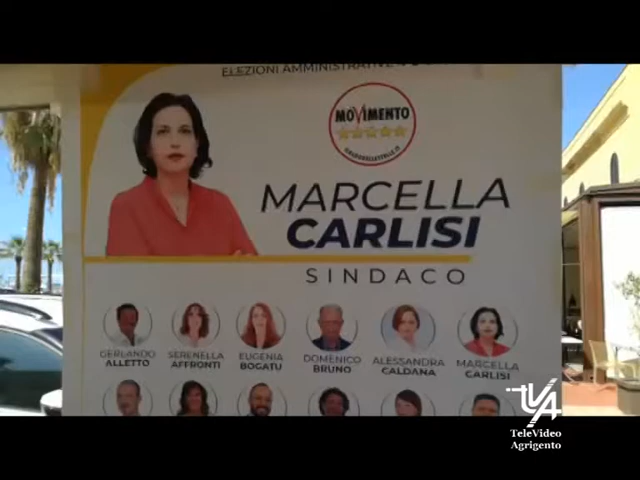 ELEZIONI AMMINISTRATIVE
MOVIMENTO
MARCELLA
CARLISI
SINDACO
GERLANDO
ALLETTO
SERENELLA
AFFRONTI
EUGENIA
BOGATU
DOMENICO
BRUNO
ALESSANDRA
CALDANA
MARCELLA
CARLISI
tVA
TeleVideo
Agrigento